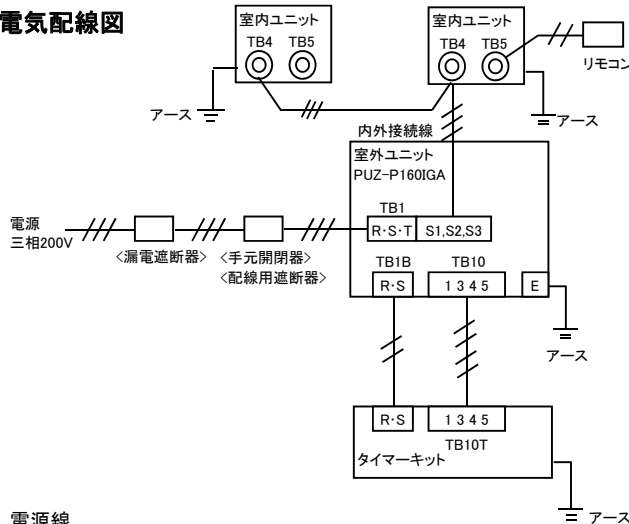 電気配線図
室内ユニット
TB4 TB5
室内ユニット
TB4 TB5
リモコン
アース
アース
内外接続線
室外ユニット
PUZ-P160IGA
TB1
R・S・T
S1,S2,S3
電源
三相200V
〈漏電遮断器〉
〈手元開閉器〉
〈配線用遮断器〉
TB1B
TB10
R・S
1 3 4 5
E
アース
R・S
1 3 4 5
TB10T
タイマーキット
アース
電源線